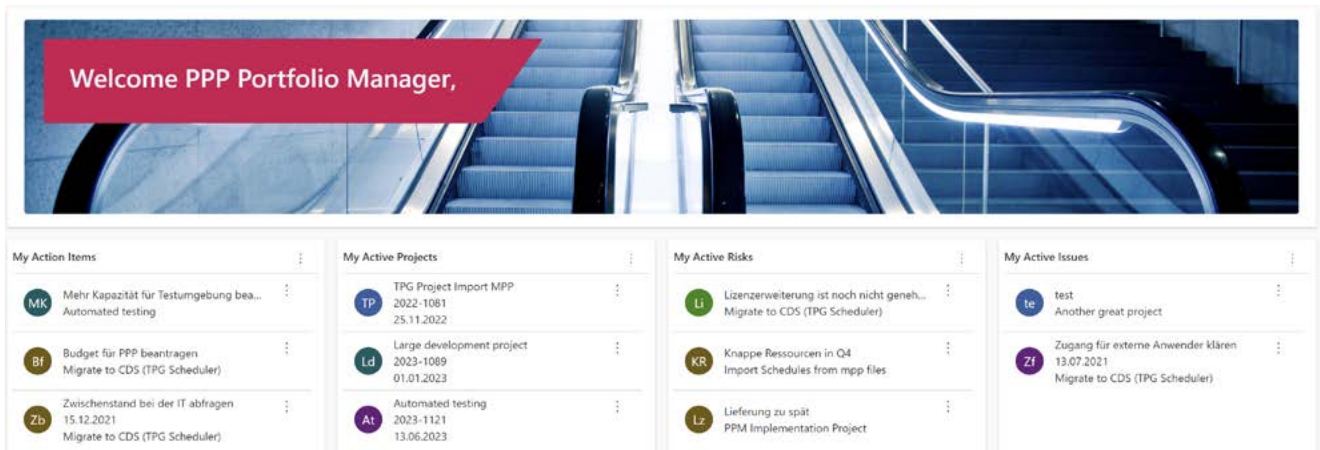 Welcome PPP Portfolio Manager,
My Action Items
MK
Mehr Kapazität für Testumgebung bea...
Automated testing
Bf
Budget für PPP beantragen
Migrate to CDS (TPG Scheduler)
Zb
Zwischenstand bei der IT abfragen
15.12.2021
Migrate to CDS (TPG Scheduler)
My Active Projects
TP
TPG Project Import MPP
2022-1081
25.11.2022
Ld
Large development project
2023-1089
01.01.2023
At
Automated testing
2023-1121
13.06.2023
My Active Risks
Li
Lizenzerweiterung ist noch nicht geneh...
Migrate to CDS (TPG Scheduler)
KR
Knappe Ressourcen in Q4
Import Schedules from mpp files
Lz
Lieferung zu spät
PPM Implementation Project
My Active Issues
te
test
Another great project
Zf
Zugang für externe Anwender klären
13.07.2021
Migrate to CDS (TPG Scheduler)